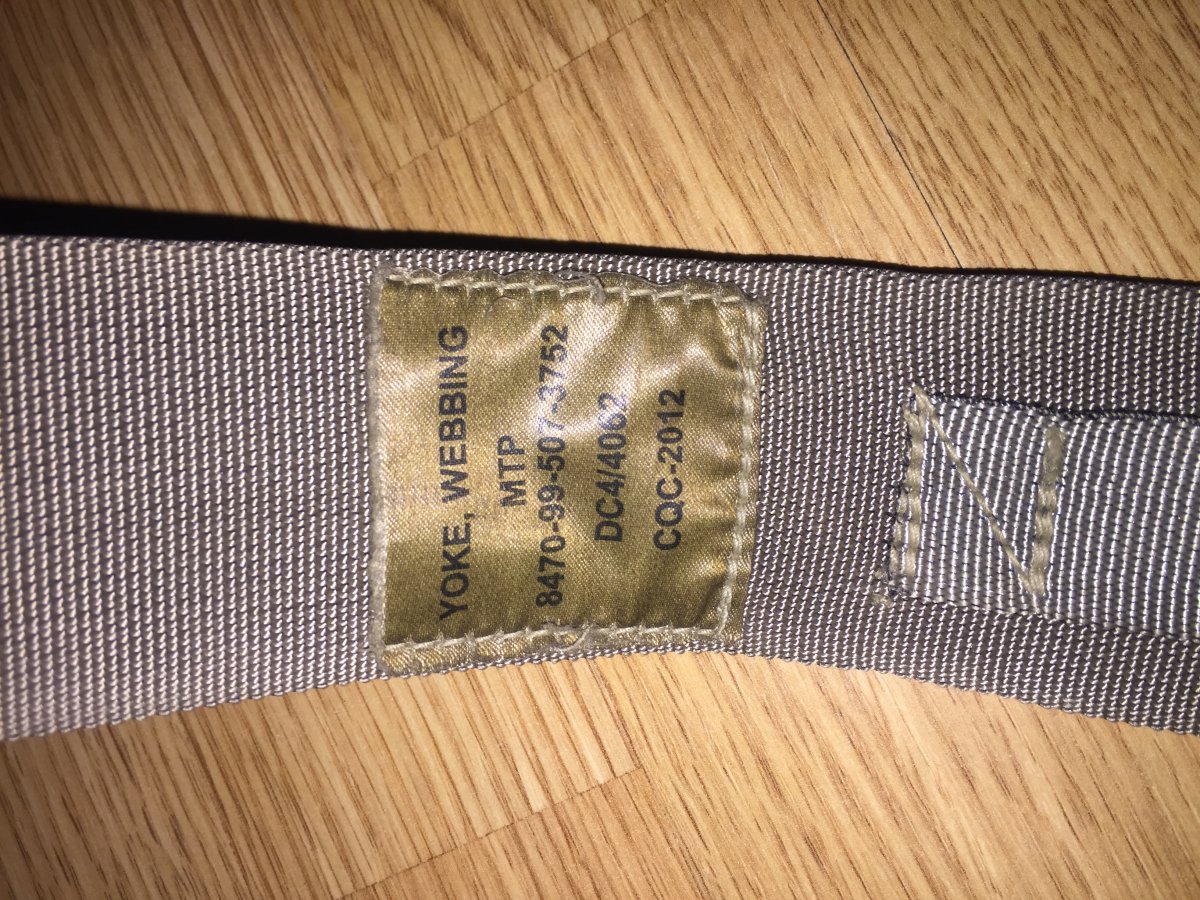 YOKE, WEBBING
MTP
8470-99-507-3752
DC4/4062
CQC-2012